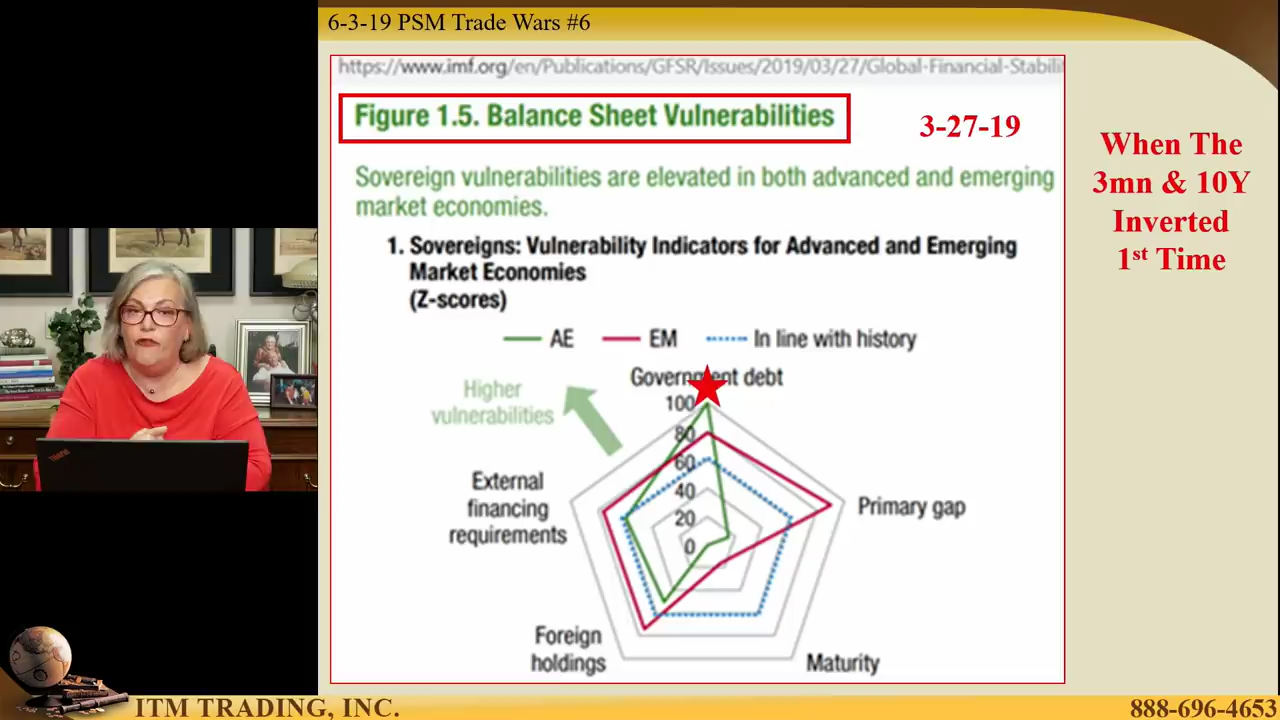 6-3-19 PSM Trade Wars #6
https://www.imf.org/en/Publications/GFSR/Issues/2019/03/27/Global-Financial-Stabili
Figure 1.5. Balance Sheet Vulnerabilities
3-27-19
Sovereign vulnerabilities are elevated in both advanced and emerging
market economies.
1. Sovereigns: Vulnerability Indicators for Advanced and Emerging
Market Economies
(Z-scores)
AE EM In line with history
Government debt
Higher
vulnerabilities
100
80
60
40
20
0
External
financing
requirements
Primary gap
Foreign
holdings
Maturity
When The
3mn & 10Y
Inverted
1st Time
ITM TRADING, INC.
888-696-4653